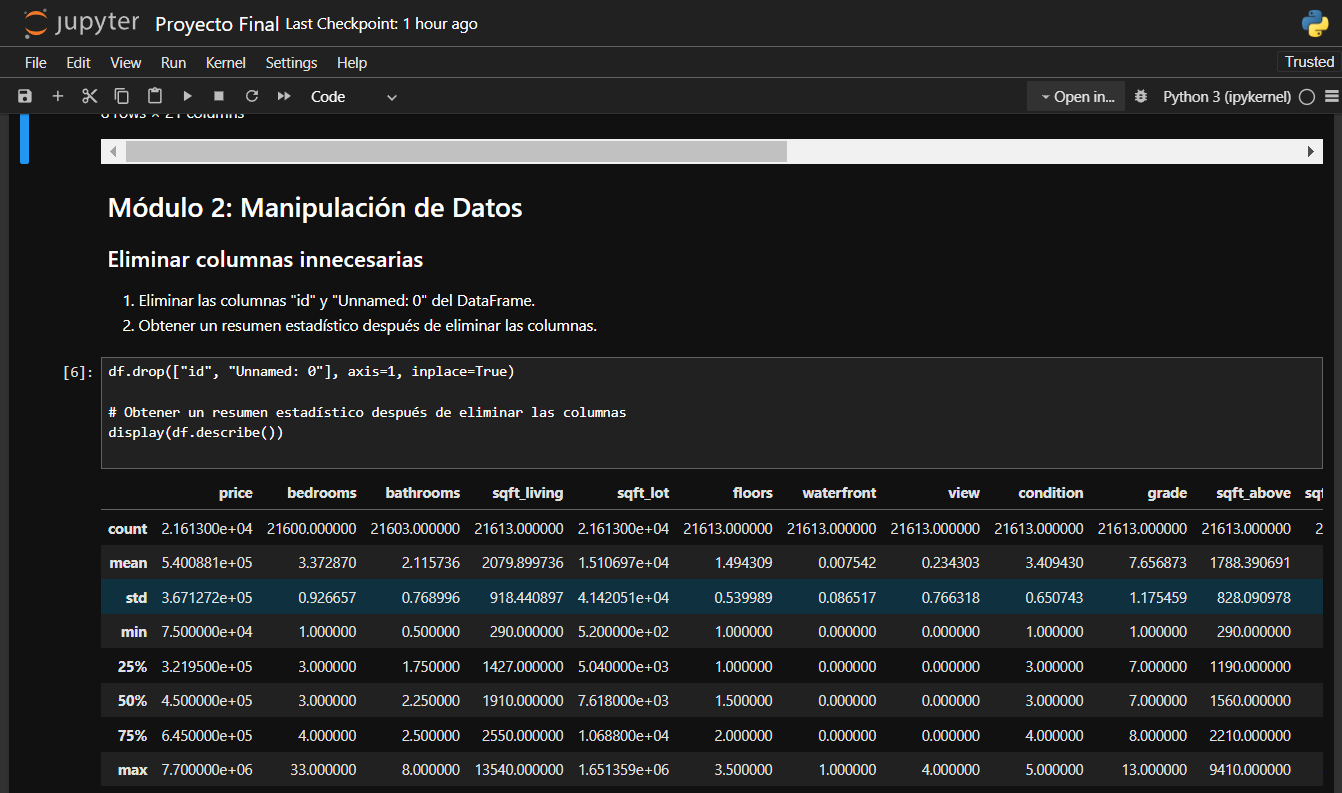 jupyter Proyecto Final Last Checkpoint: 1 hour ago
File Edit View Run Kernel Settings Help Trusted
Code Open in... Python 3 (ipykernel)
8 rows × 21 columns
Módulo 2: Manipulación de Datos
Eliminar columnas innecesarias
1. Eliminar las columnas "id" y "Unnamed: 0" del DataFrame.
2. Obtener un resumen estadístico después de eliminar las columnas.
[6]: df.drop(["id", "Unnamed: 0"], axis=1, inplace=True)
# Obtener un resumen estadístico después de eliminar las columnas
display(df.describe())
price bedrooms bathrooms sqft_living sqft_lot floors waterfront view condition grade sqft_above sqf
count 2.161300e+04 21600.000000 21603.000000 21613.000000 2.161300e+04 21613.000000 21613.000000 21613.000000 21613.000000 21613.000000 21613.000000 2
mean 5.400881e+05 3.372870 2.115736 2079.899736 1.510697e+04 1.494309 0.007542 0.234303 3.409430 7.656873 1788.390691
std 3.671272e+05 0.926657 0.768996 918.440897 4.142051e+04 0.539989 0.086517 0.766318 0.650743 1.175459 828.090978
min 7.500000e+04 1.000000 0.500000 290.000000 5.200000e+02 1.000000 0.000000 0.000000 1.000000 1.000000 290.000000
25% 3.219500e+05 3.000000 1.750000 1427.000000 5.040000e+03 1.000000 0.000000 0.000000 3.000000 7.000000 1190.000000
50% 4.500000e+05 3.000000 2.250000 1910.000000 7.618000e+03 1.500000 0.000000 0.000000 3.000000 7.000000 1560.000000
75% 6.450000e+05 4.000000 2.500000 2550.000000 1.068800e+04 2.000000 0.000000 0.000000 4.000000 8.000000 2210.000000
max 7.700000e+06 33.000000 8.000000 13540.000000 1.651359e+06 3.500000 1.000000 4.000000 5.000000 13.000000 9410.000000